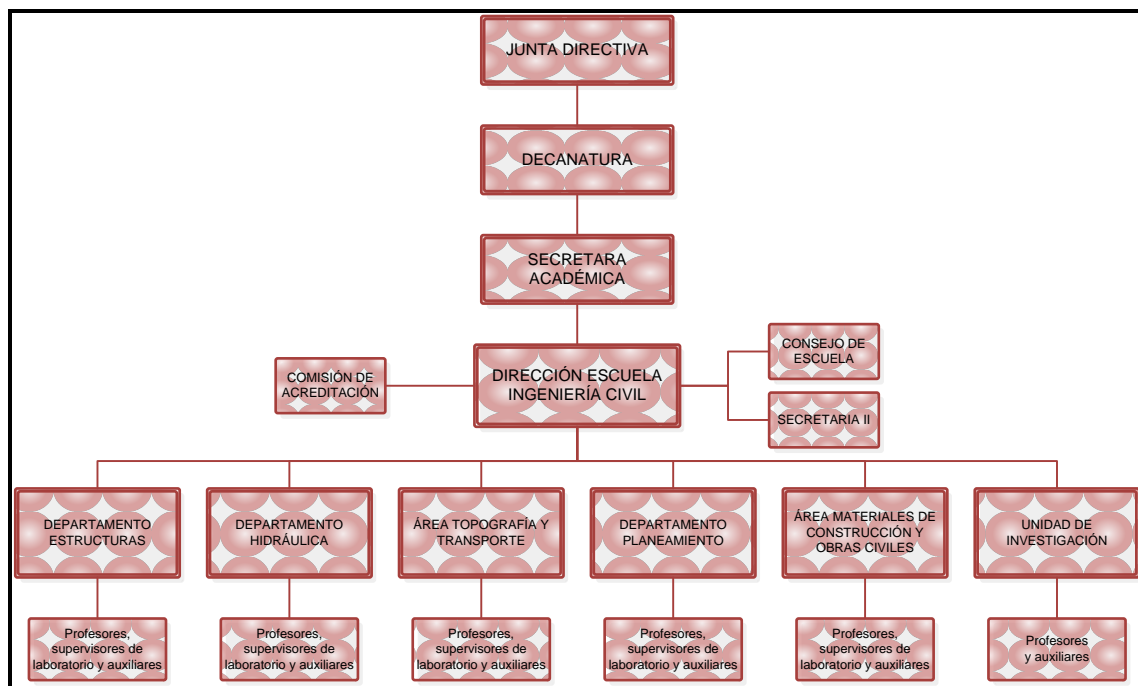 JUNTA DIRECTIVA
DECANATURA
SECRETARA
ACADÉMICA
DIRECCIÓN ESCUELA
INGENIERÍA CIVIL
COMISIÓN DE
ACREDITACIÓN
CONSEJO DE
ESCUELA
SECRETARIA II
DEPARTAMENTO
ESTRUCTURAS
DEPARTAMENTO
HIDRÁULICA
ÁREA TOPOGRAFÍA Y
TRANSPORTE
DEPARTAMENTO
PLANEAMIENTO
ÁREA MATERIALES DE
CONSTRUCCIÓN Y
OBRAS CIVILES
UNIDAD DE
INVESTIGACIÓN
Profesores,
supervisores de
laboratorio y auxiliares
Profesores,
supervisores de
laboratorio y auxiliares
Profesores,
supervisores de
laboratorio y auxiliares
Profesores,
supervisores de
laboratorio y auxiliares
Profesores,
supervisores de
laboratorio y auxiliares
Profesores
y auxiliares